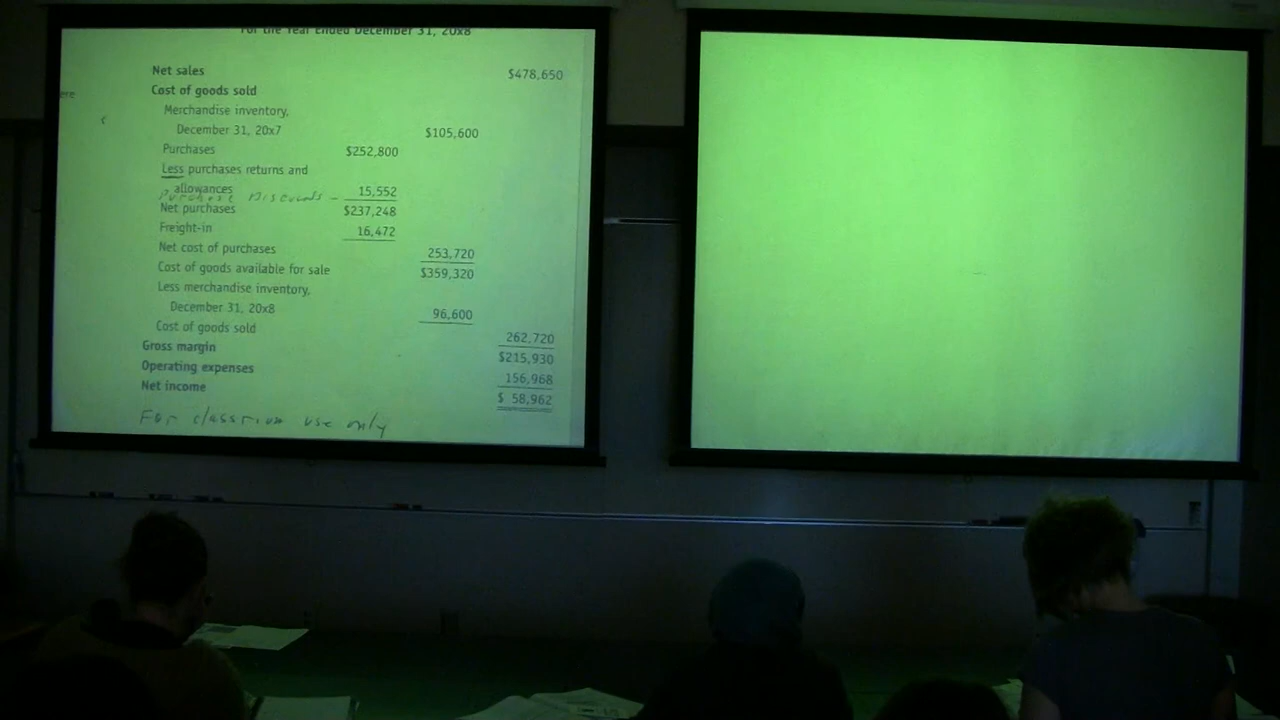 For the Year Ended December 31, 20x8
Net sales $478,650
ere
Cost of goods sold
Merchandise inventory,
December 31, 20x7 $105,600
Purchases $252,800
Less purchases returns and
allowances 15,552
Purchase Discounts -
Net purchases $237,248
Freight-in 16,472
Net cost of purchases 253,720
Cost of goods available for sale $359,320
Less merchandise inventory,
December 31, 20x8 96,600
Cost of goods sold 262,720
Gross margin $215,930
Operating expenses 156,968
Net income $ 58,962
For classroom use only